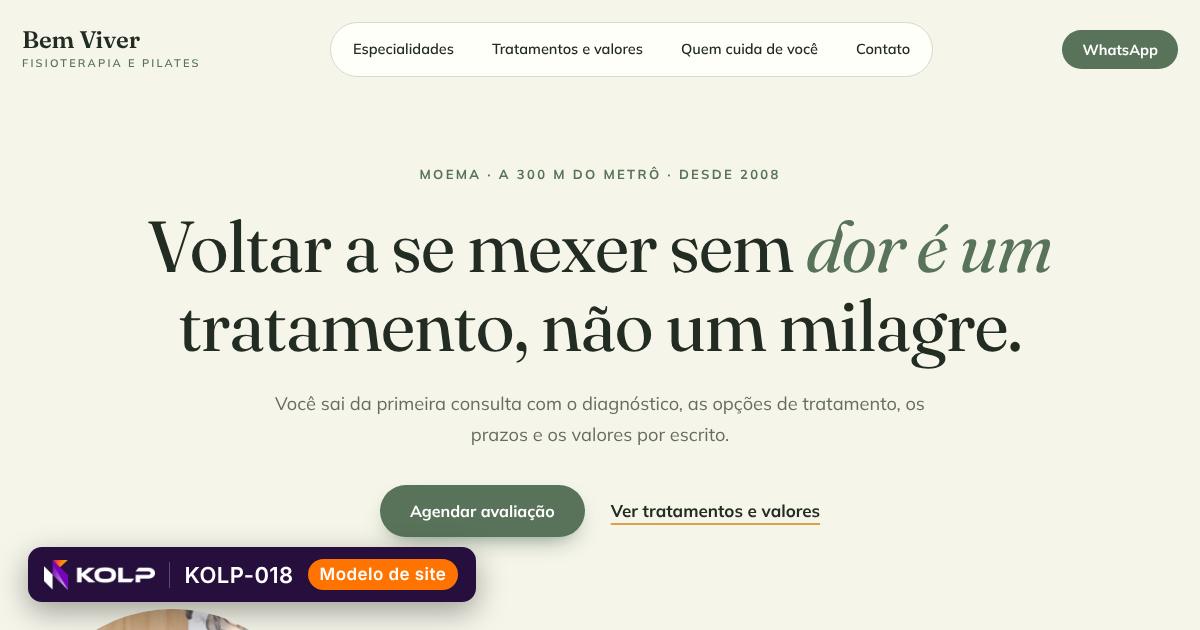 Bem Viver
FISIOTERAPIA E PILATES
Especialidades
Tratamentos e valores
Quem cuida de você
Contato
WhatsApp
MOEMA · A 300 M DO METRÔ · DESDE 2008
Voltar a se mexer sem dor é um
tratamento, não um milagre.
Você sai da primeira consulta com o diagnóstico, as opções de tratamento, os
prazos e os valores por escrito.
Agendar avaliação
Ver tratamentos e valores
KOLP
KOLP-018
Modelo de site